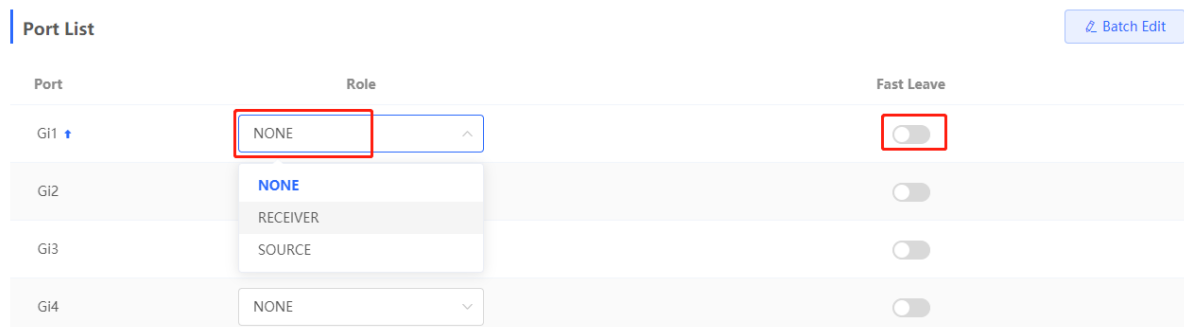 Port List
Batch Edit
Port Role Fast Leave
Gi1 NONE
Gi2
NONE
RECEIVER
Gi3
SOURCE
Gi4 NONE